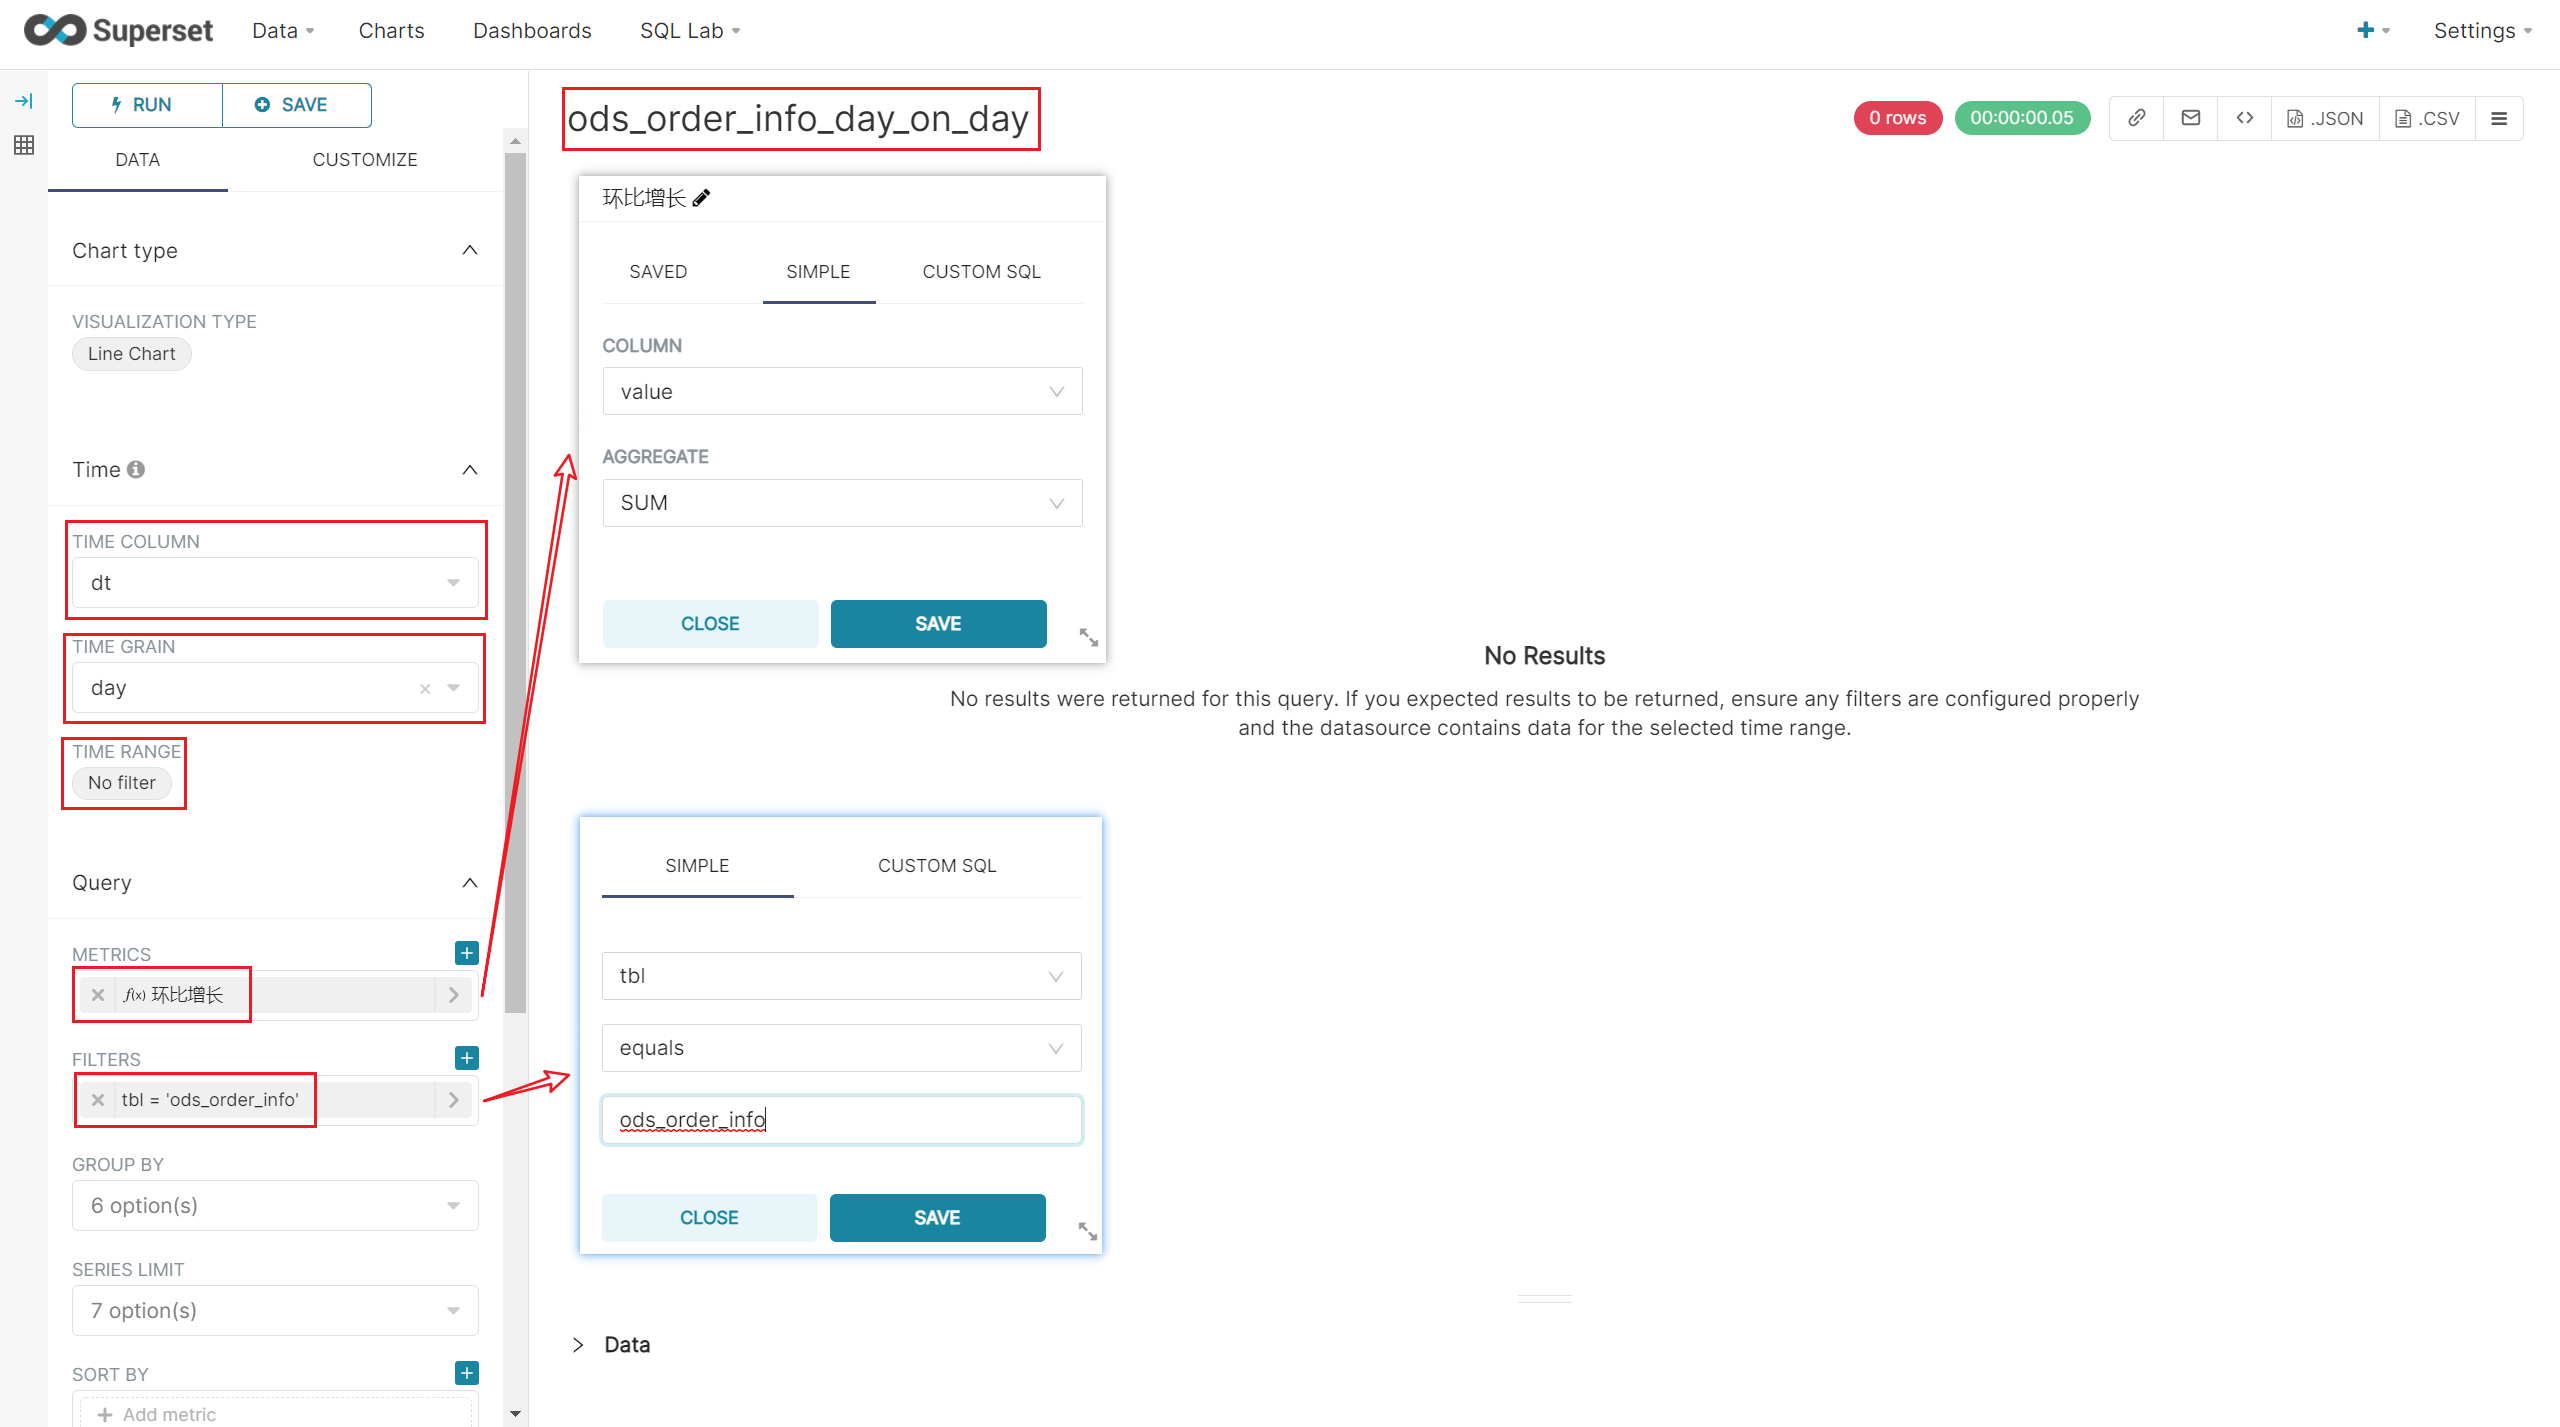 Superset Data Charts Dashboards SQL Lab Settings
RUN SAVE
DATA CUSTOMIZE
Chart type
VISUALIZATION TYPE
Line Chart
Time
TIME COLUMN
dt
TIME GRAIN
day
TIME RANGE
No filter
Query
METRICS
f(x) 环比增长
FILTERS
tbl = 'ods_order_info'
GROUP BY
6 option(s)
SERIES LIMIT
7 option(s)
SORT BY
Add metric
ods_order_info_day_on_day
0 rows 00:00:00.05 .JSON .CSV
环比增长
SAVED SIMPLE CUSTOM SQL
COLUMN
value
AGGREGATE
SUM
CLOSE SAVE
No Results
No results were returned for this query. If you expected results to be returned, ensure any filters are configured properly
and the datasource contains data for the selected time range.
SIMPLE CUSTOM SQL
tbl
equals
ods_order_info
CLOSE SAVE
Data